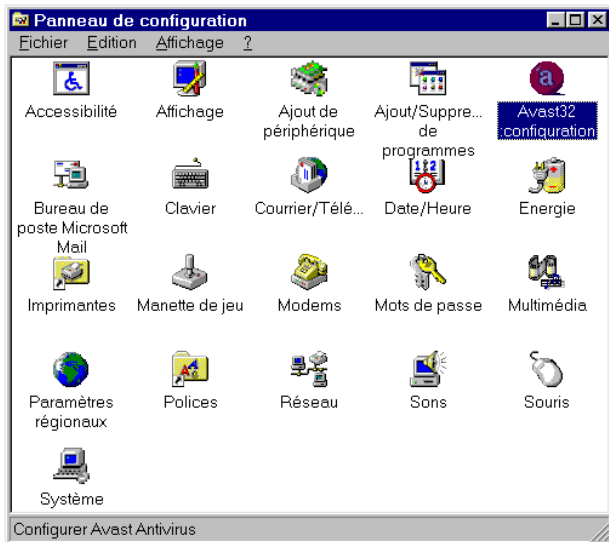 Panneau de configuration
Fichier Edition Affichage ?
Accessibilité
Affichage
Ajout de
périphérique
Ajout/Suppre...
de
programmes
Avast32
:configuration
Bureau de
poste Microsoft
Mail
Clavier
Courrier/Télé...
Date/Heure
Energie
Imprimantes
Manette de jeu
Modems
Mots de passe
Multimédia
Paramètres
régionaux
Polices
Réseau
Sons
Souris
Système
Configurer Avast Antivirus